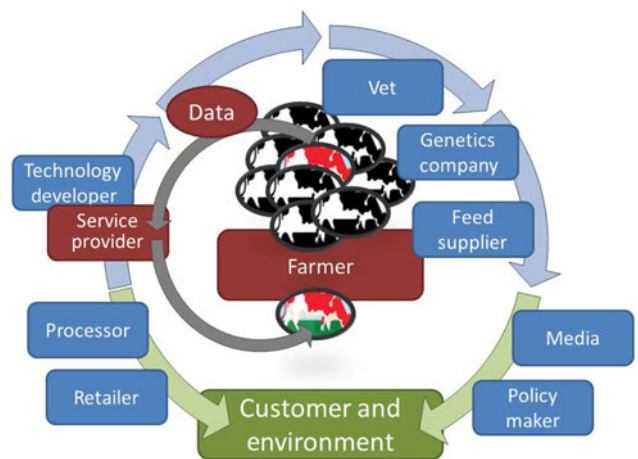 Data
Vet
Genetics
company
Technology
developer
Service
provider
Feed
supplier
Farmer
Processor
Media
Retailer
Policy
maker
Customer and
environment